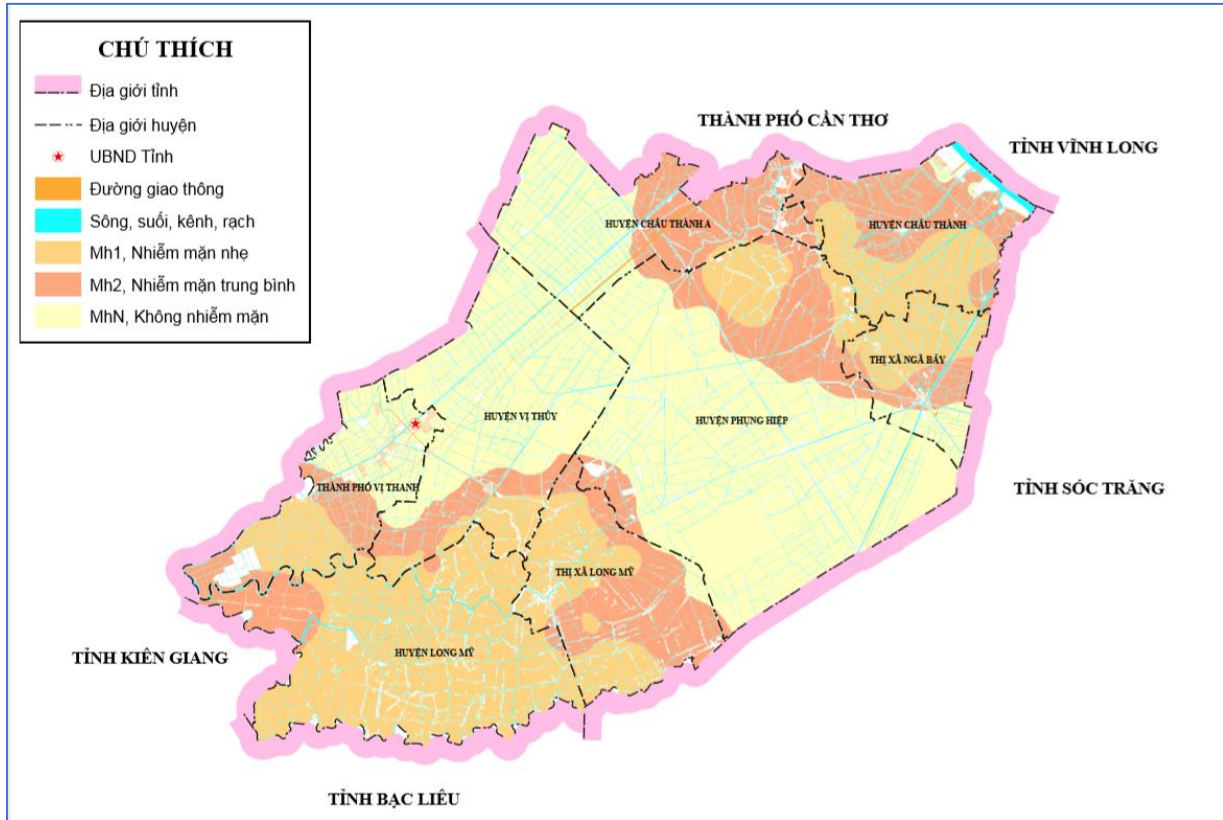 CHÚ THÍCH
Địa giới tỉnh
Địa giới huyện
UBND Tỉnh
Đường giao thông
Sông, suối, kênh, rạch
Mh1, Nhiễm mặn nhẹ
Mh2, Nhiễm mặn trung bình
MhN, Không nhiễm mặn
THÀNH PHỐ CẦN THƠ
TỈNH VĨNH LONG
HUYỆN CHÂU THÀNH A
HUYỆN CHÂU THÀNH
THỊ XÃ NGÃ BẢY
HUYỆN VỊ THỦY
HUYỆN PHỤNG HIỆP
THÀNH PHỐ VỊ THANH
TỈNH SÓC TRĂNG
THỊ XÃ LONG MỸ
HUYỆN LONG MỸ
TỈNH KIÊN GIANG
TỈNH BẠC LIÊU